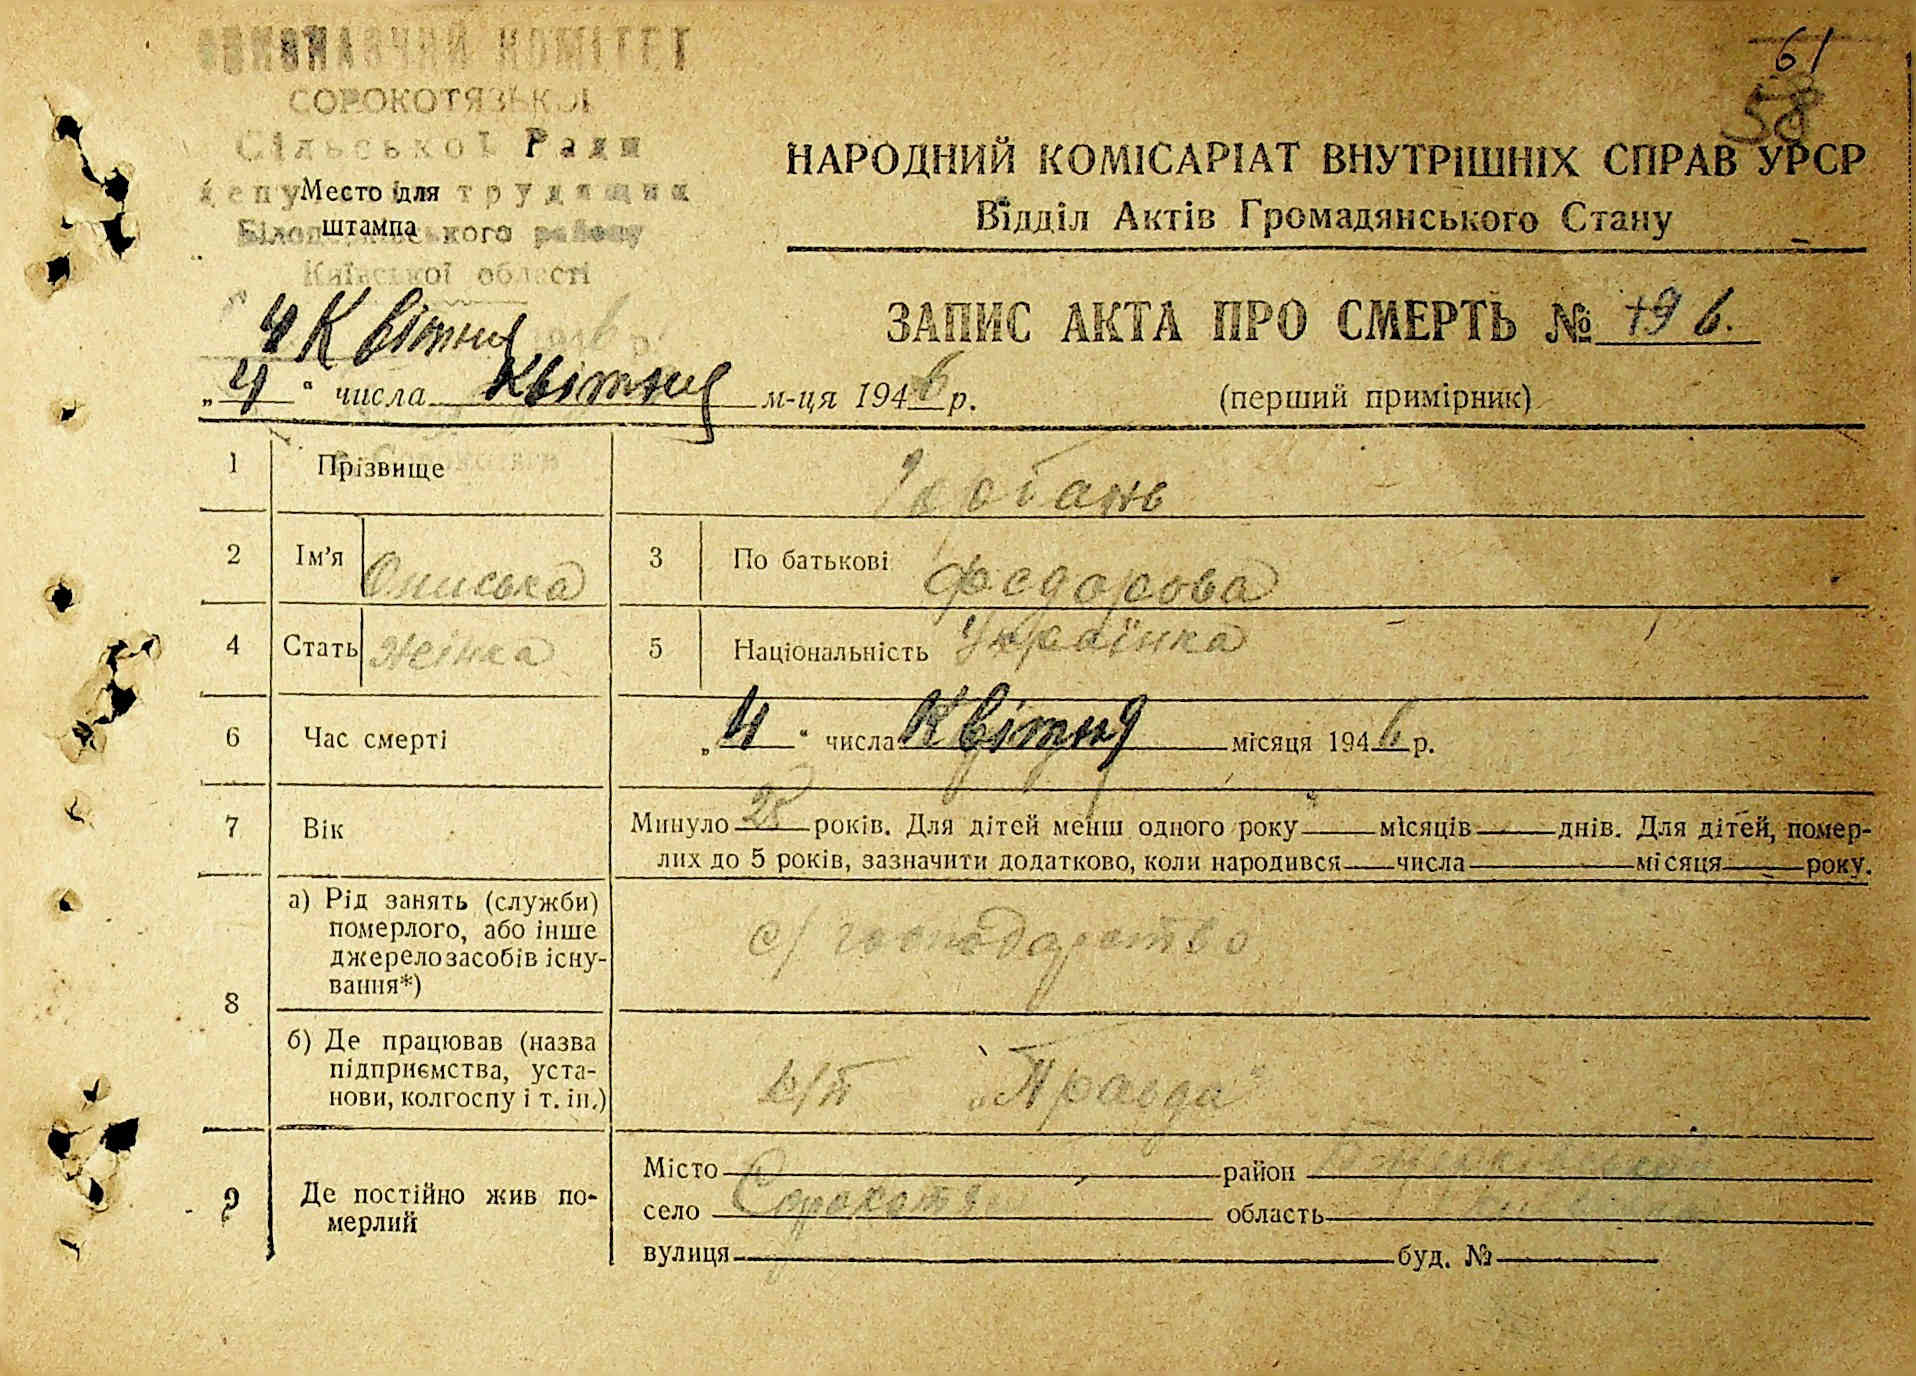 ВИКОНАВЧИЙ КОМІТЕТ
СОРОКОТЯЗЬКОЇ
Сільської Ради
депу трудящих
Білоцерківського району
Київської області
Место для
штампа
61
58
НАРОДНИЙ КОМІСАРІАТ ВНУТРІШНІХ СПРАВ УРСР
Відділ Актів Громадянського Стану
4 Квітня 1946 р.
ЗАПИС АКТА ПРО СМЕРТЬ №
„4“ числа Квітня м-ця 1946 р.
(перший примірник)
1 Прізвище Горбань
2 Ім'я Ониська 3 По батькові Федорова
4 Стать жінка 5 Національність Українка
6 Час смерті „4“ числа Квітня місяця 1946 р.
7 Вік Минуло 28 років. Для дітей менш одного року місяців днів. Для дітей, помер-
лих до 5 років, зазначити додатково, коли народився числа місяця року.
8 а) Рід занять (служби)
померлого, або інше
джерело засобів існу-
вання*)
с/господарство
б) Де працював (назва
підприємства, уста-
нови, колгоспу і т. ін.)
к/г „Правда“
9 Де постійно жив по-
мерлий
Місто район
село Сорокотяги область
вулиця буд. №